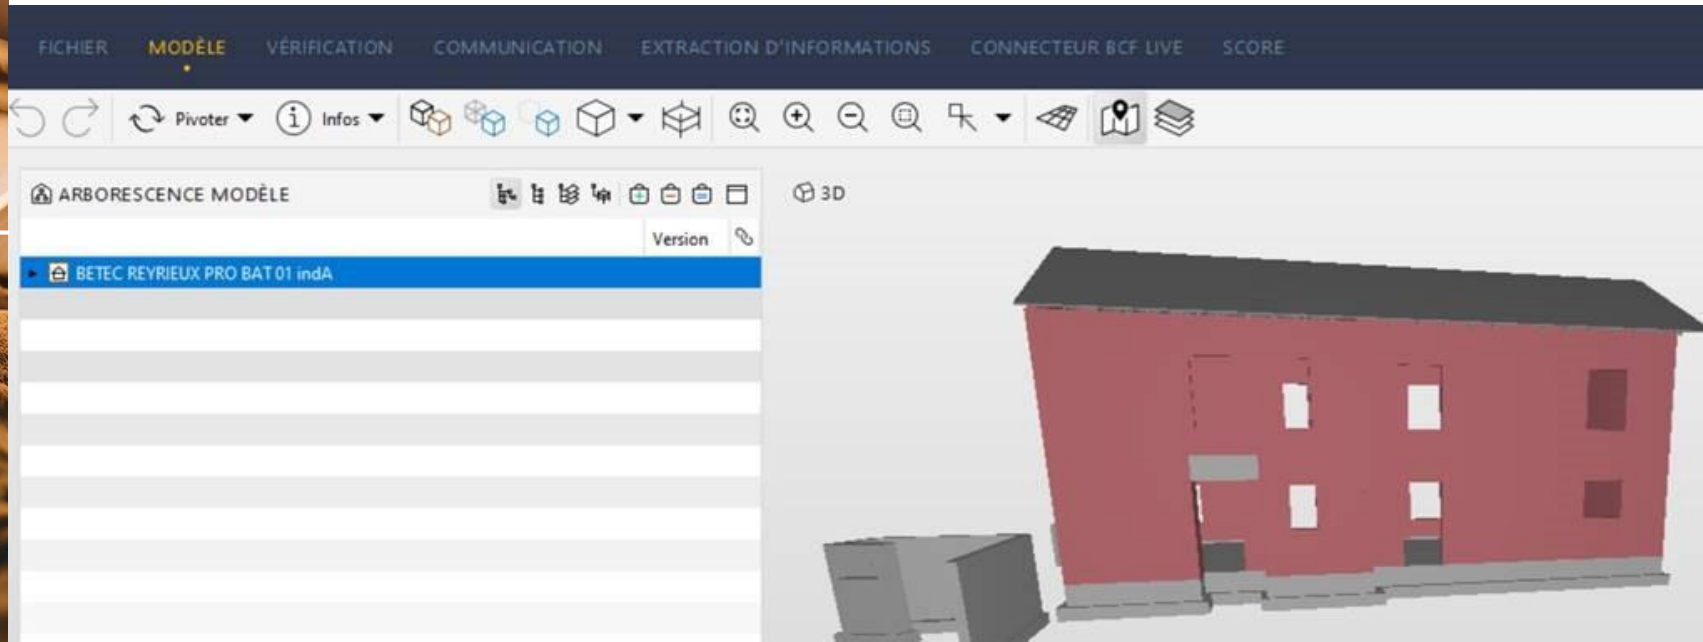 FICHIER MODÈLE VÉRIFICATION COMMUNICATION EXTRACTION D'INFORMATIONS CONNECTEUR BCF LIVE SCORE
Pivoter Infos
ARBORESCENCE MODÈLE
3D
Version
BETEC REYRIEUX PRO BAT 01 indA